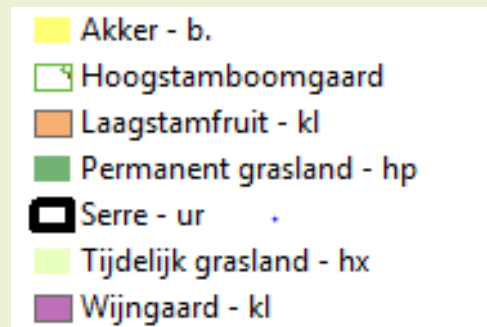 Akker - b.
Hoogstamboomgaard
Laagstamfruit - kl
Permanent grasland - hp
Serre - ur
Tijdelijk grasland - hx
Wijngaard - kl